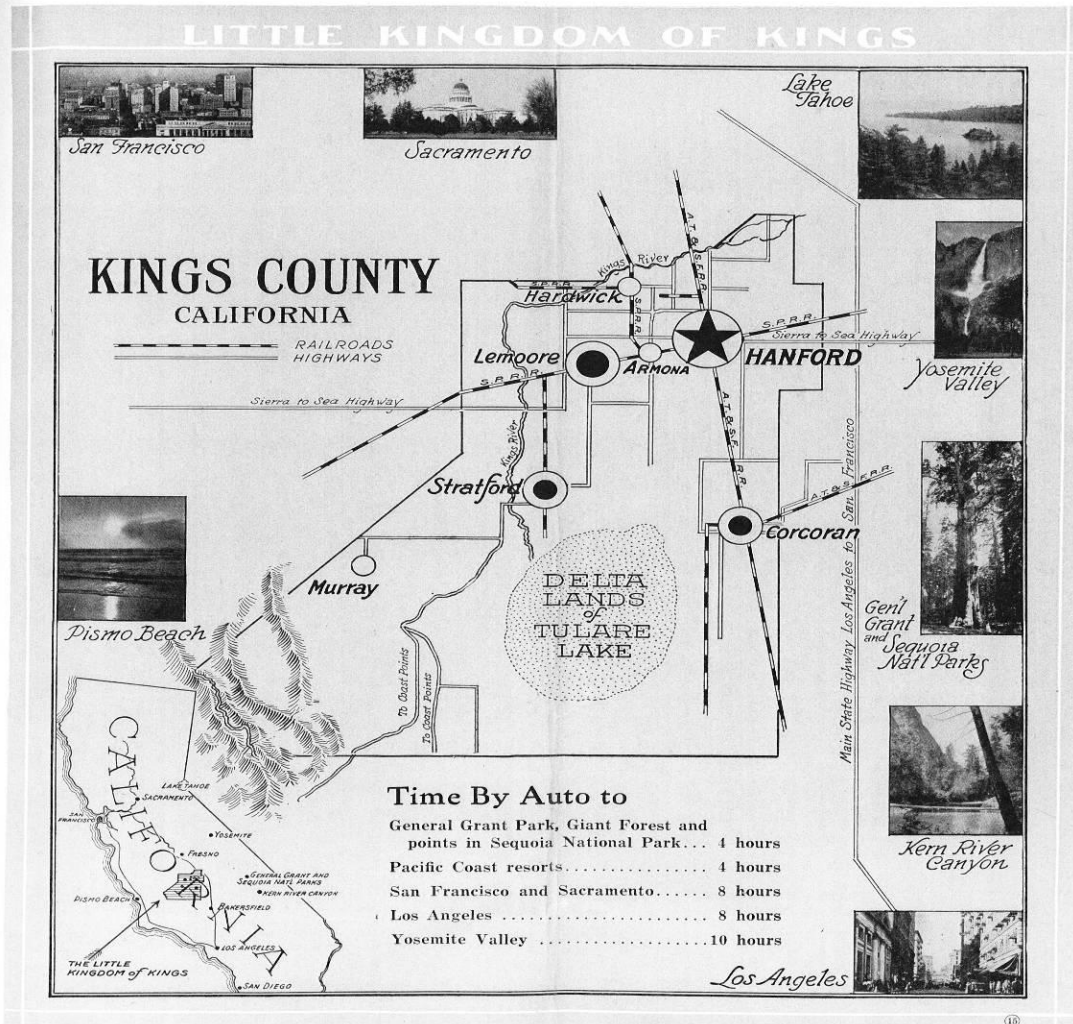 LITTLE KINGDOM OF KINGS
San Francisco
Sacramento
Lake
Tahoe
KINGS COUNTY
CALIFORNIA
RAILROADS
HIGHWAYS
A.T. & S.F. R.R.
Kings River
S.P.R.R.
Hardwick
S.P.R.R.
S.P.R.R.
Sierra to Sea Highway
Lemoore
ARMONA
HANFORD
Yosemite
Valley
S.P.R.R.
Sierra to Sea Highway
Kings River
A.T. & S.F. R.R.
Stratford
A.T. & S.F.R.R.
Corcoran
Main State Highway Los Angeles to San Francisco
Murray
DELTA
LANDS
of
TULARE
LAKE
Pismo Beach
Gen'l
Grant
and Sequoia
Nat'l Parks
To Coast Points
To Coast Points
Kern River
Canyon
CALIFORNIA
LAKE TAHOE
SACRAMENTO
SAN
FRANCISCO
YOSEMITE
FRESNO
GENERAL GRANT AND
SEQUOIA NAT'L PARKS
KERN RIVER CANYON
PISMO BEACH
BAKERSFIELD
LOS ANGELES
THE LITTLE
KINGDOM of KINGS
SAN DIEGO
Time By Auto to
General Grant Park, Giant Forest and
points in Sequoia National Park... 4 hours
Pacific Coast resorts............... 4 hours
San Francisco and Sacramento...... 8 hours
Los Angeles ...................... 8 hours
Yosemite Valley .................. 10 hours
Los Angeles
15